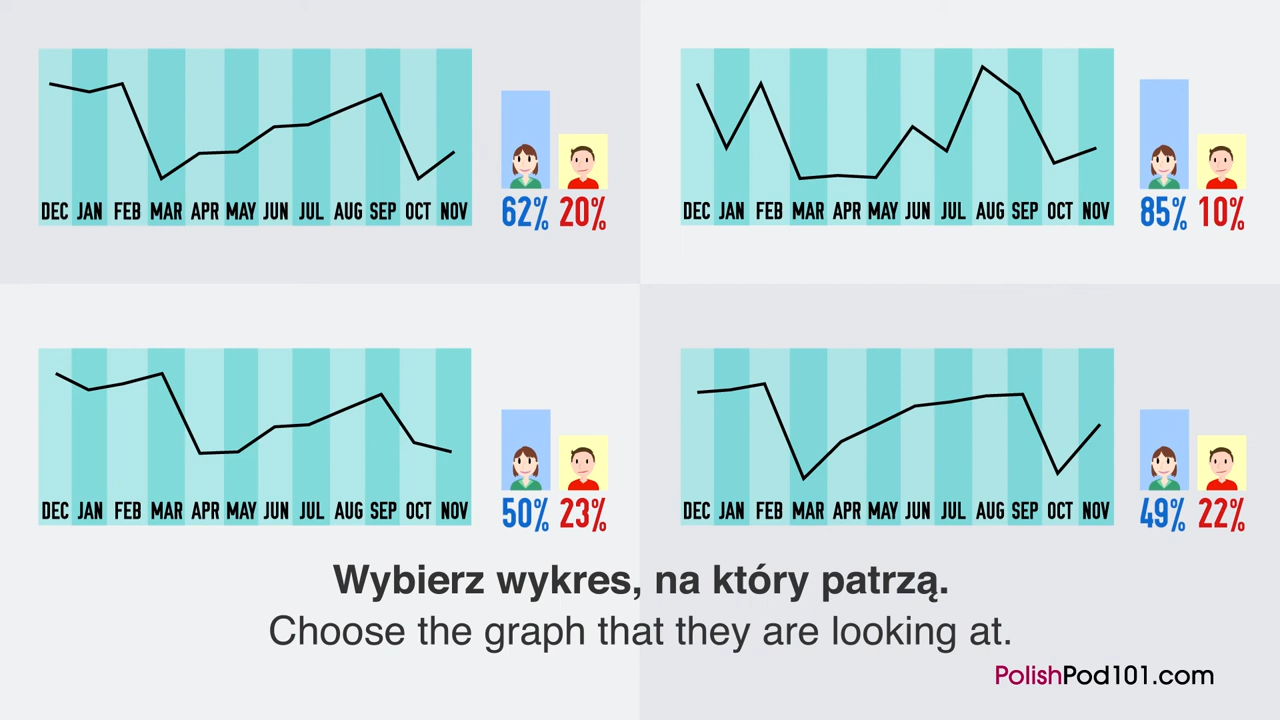 DEC JAN FEB MAR APR MAY JUN JUL AUG SEP OCT NOV
62% 20%
DEC JAN FEB MAR APR MAY JUN JUL AUG SEP OCT NOV
85% 10%
DEC JAN FEB MAR APR MAY JUN JUL AUG SEP OCT NOV
50% 23%
DEC JAN FEB MAR APR MAY JUN JUL AUG SEP OCT NOV
49% 22%
Wybierz wykres, na który patrzą.
Choose the graph that they are looking at.
PolishPod101.com